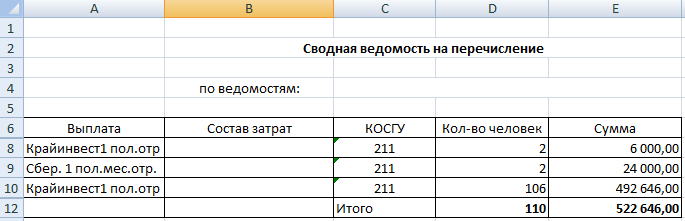 A B C D E
1
2 Сводная ведомость на перечисление
3
4 по ведомостям:
5
6 Выплата Состав затрат КОСГУ Кол-во человек Сумма
8 Крайинвест1 пол.отр 211 2 6 000,00
9 Сбер. 1 пол.мес.отр. 211 2 24 000,00
10 Крайинвест1 пол.отр 211 106 492 646,00
12 Итого 110 522 646,00